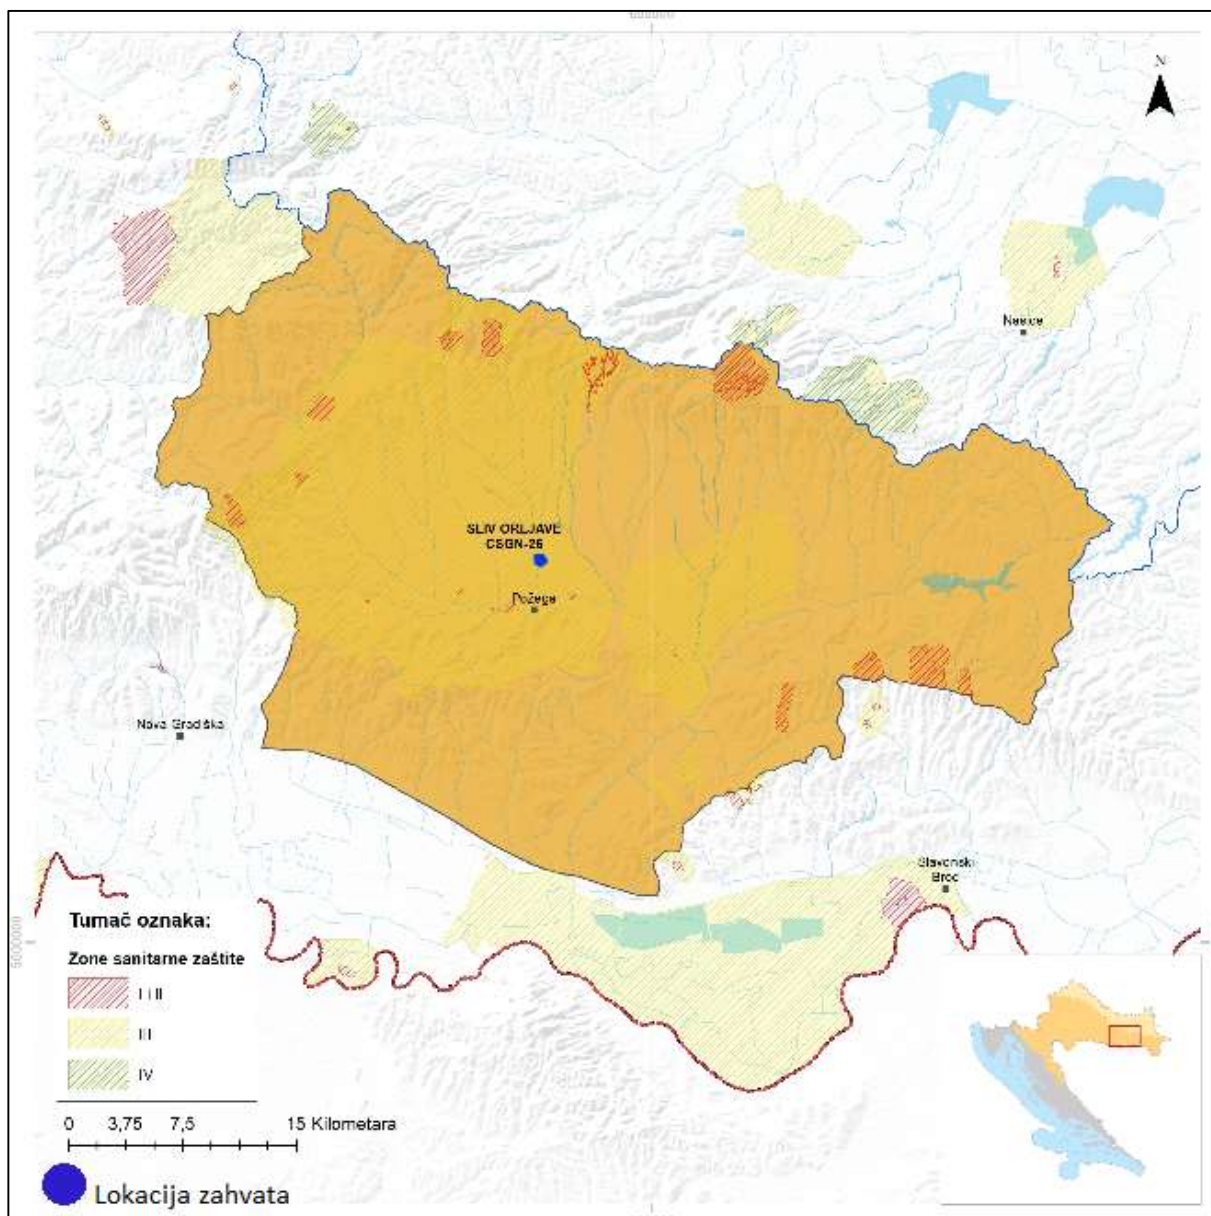 N
Našice
SLIV ORLJAVE
CSGN-26
Požega
Nova Gradiška
Slavonski
Brod
5000000
Tumač oznaka:
Zone sanitarne zaštite
I i II
III
IV
0 3,75 7,5 15 Kilometara
Lokacija zahvata